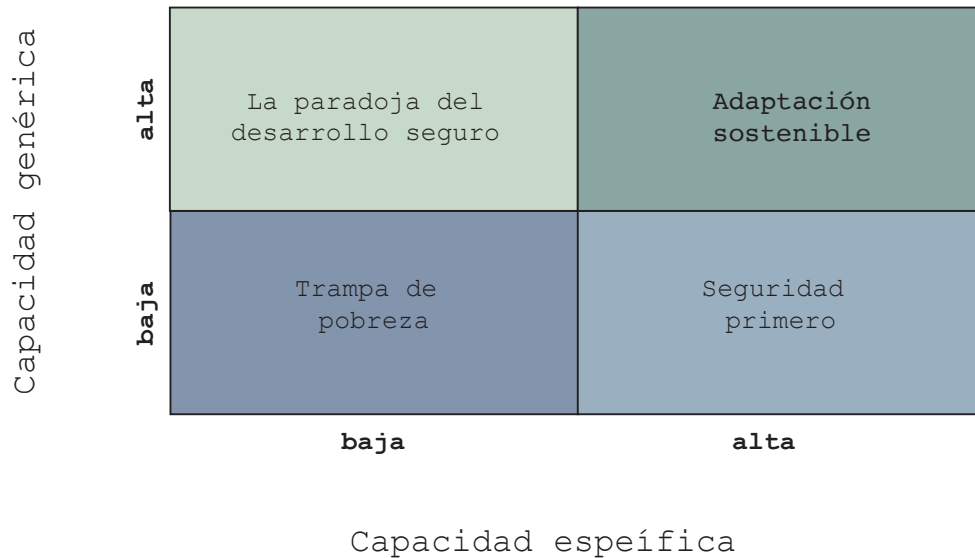 Capacidad genérica
alta
La paradoja del
desarrollo seguro
Adaptación
sostenible
baja
Trampa de
pobreza
Seguridad
primero
baja
alta
Capacidad espeífica